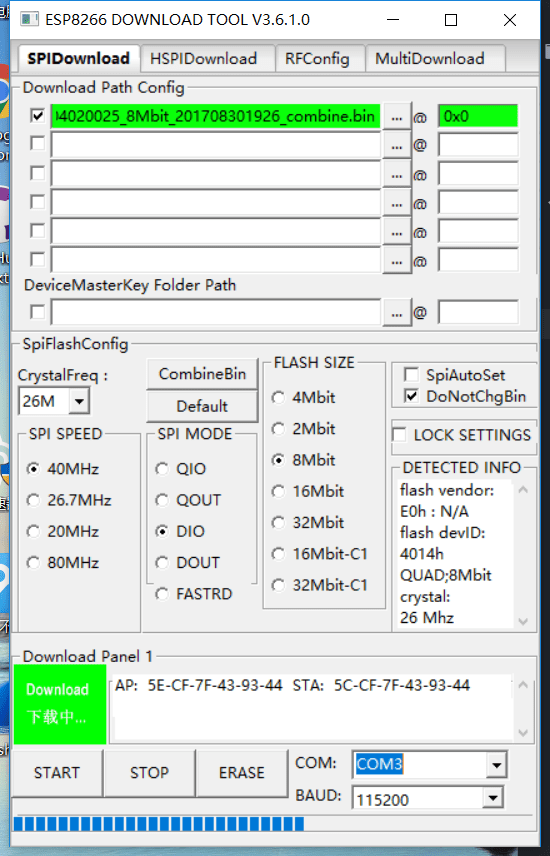 ESP8266 DOWNLOAD TOOL V3.6.1.0
SPIDownload HSPIDownload RFConfig MultiDownload
Download Path Config
04020025_8Mbit_201708301926_combine.bin ... @ 0x0
... @
... @
... @
... @
... @
DeviceMasterKey Folder Path
... @
SpiFlashConfig
CrystalFreq :
26M
CombineBin
Default
SPI SPEED
40MHz
26.7MHz
20MHz
80MHz
SPI MODE
QIO
QOUT
DIO
DOUT
FASTRD
FLASH SIZE
4Mbit
2Mbit
8Mbit
16Mbit
32Mbit
16Mbit-C1
32Mbit-C1
SpiAutoSet
DoNotChgBin
LOCK SETTINGS
DETECTED INFO
flash vendor:
E0h : N/A
flash devID:
4014h
QUAD;8Mbit
crystal:
26 Mhz
Download Panel 1
Download
下载中...
AP: 5E-CF-7F-43-93-44 STA: 5C-CF-7F-43-93-44
START STOP ERASE
COM: COM3
BAUD: 115200